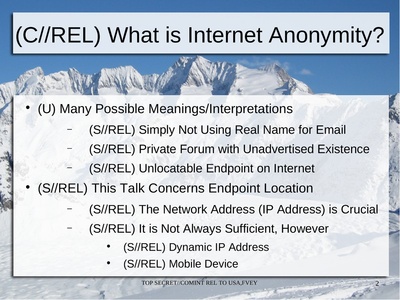 (C//REL) What is Internet Anonymity?
• (U) Many Possible Meanings/Interpretations
– (S//REL) Simply Not Using Real Name for Email
– (S//REL) Private Forum with Unadvertised Existence
– (S//REL) Unlocatable Endpoint on Internet
• (S//REL) This Talk Concerns Endpoint Location
– (S//REL) The Network Address (IP Address) is Crucial
– (S//REL) It is Not Always Sufficient, However
• (S//REL) Dynamic IP Address
• (S//REL) Mobile Device
TOP SECRET//COMINT REL TO USA,FVEY
2